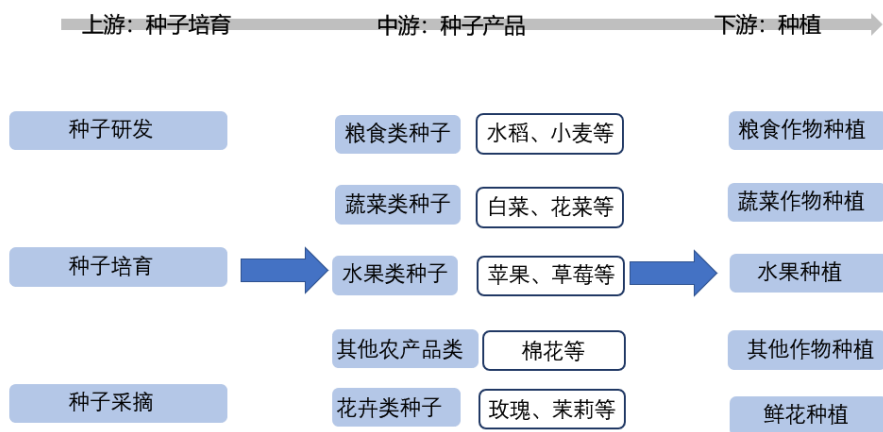 上游：种子培育 中游：种子产品 下游：种植
种子研发 粮食类种子 水稻、小麦等 粮食作物种植
蔬菜类种子 白菜、花菜等 蔬菜作物种植
种子培育 水果类种子 苹果、草莓等 水果种植
其他农产品类 棉花等 其他作物种植
种子采摘 花卉类种子 玫瑰、茉莉等 鲜花种植